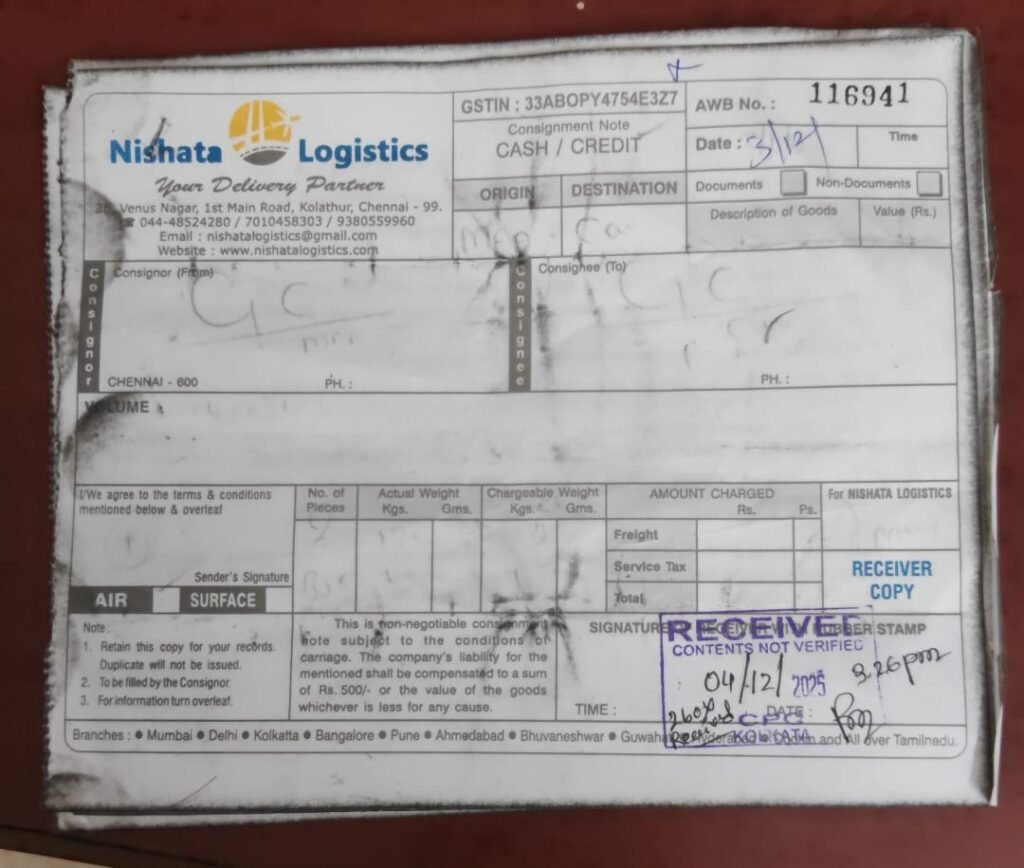 Nishata Logistics
Your Delivery Partner
Venus Nagar, 1st Main Road, Kolathur, Chennai - 99.
☎ 044-48524280 / 7010458303 / 9380559960
Email : nishatalogistics@gmail.com
Website : www.nishatalogistics.com
GSTIN : 33ABOPY4754E3Z7
Consignment Note
CASH / CREDIT
ORIGIN DESTINATION
AWB No. : 116941
Date : 3/12/ Time
Documents Non-Documents
Description of Goods Value (Rs.)
Consignor
Consignor (From)
GC
CHENNAI - 600 PH. :
Consignee
Consignee (To)
PH. :
VOLUME
I/We agree to the terms & conditions
mentioned below & overleaf
Sender's Signature
AIR SURFACE
No. of
Pieces
Box
Actual Weight
Kgs. Gms.
Chargeable Weight
Kgs. Gms.
AMOUNT CHARGED
Rs. Ps.
Freight
Service Tax
Total
For NISHATA LOGISTICS
RECEIVER
COPY
Note :
1. Retain this copy for your records.
Duplicate will not be issued.
2. To be filled by the Consignor.
3. For information turn overleaf.
This is non-negotiable consignment
note subject to the conditions of
carriage. The company's liability for the
mentioned shall be compensated to a sum
of Rs. 500/- or the value of the goods
whichever is less for any cause.
SIGNATURE RUBBER STAMP
TIME :
DATE :
RECEIVED
CONTENTS NOT VERIFIED
04/12/2025 3.26pm
CPC
KOLKATA
Branches : ● Mumbai ● Delhi ● Kolkatta ● Bangalore ● Pune ● Ahmedabad ● Bhuvaneshwar ● Hyderabad ● and All over Tamilnadu.